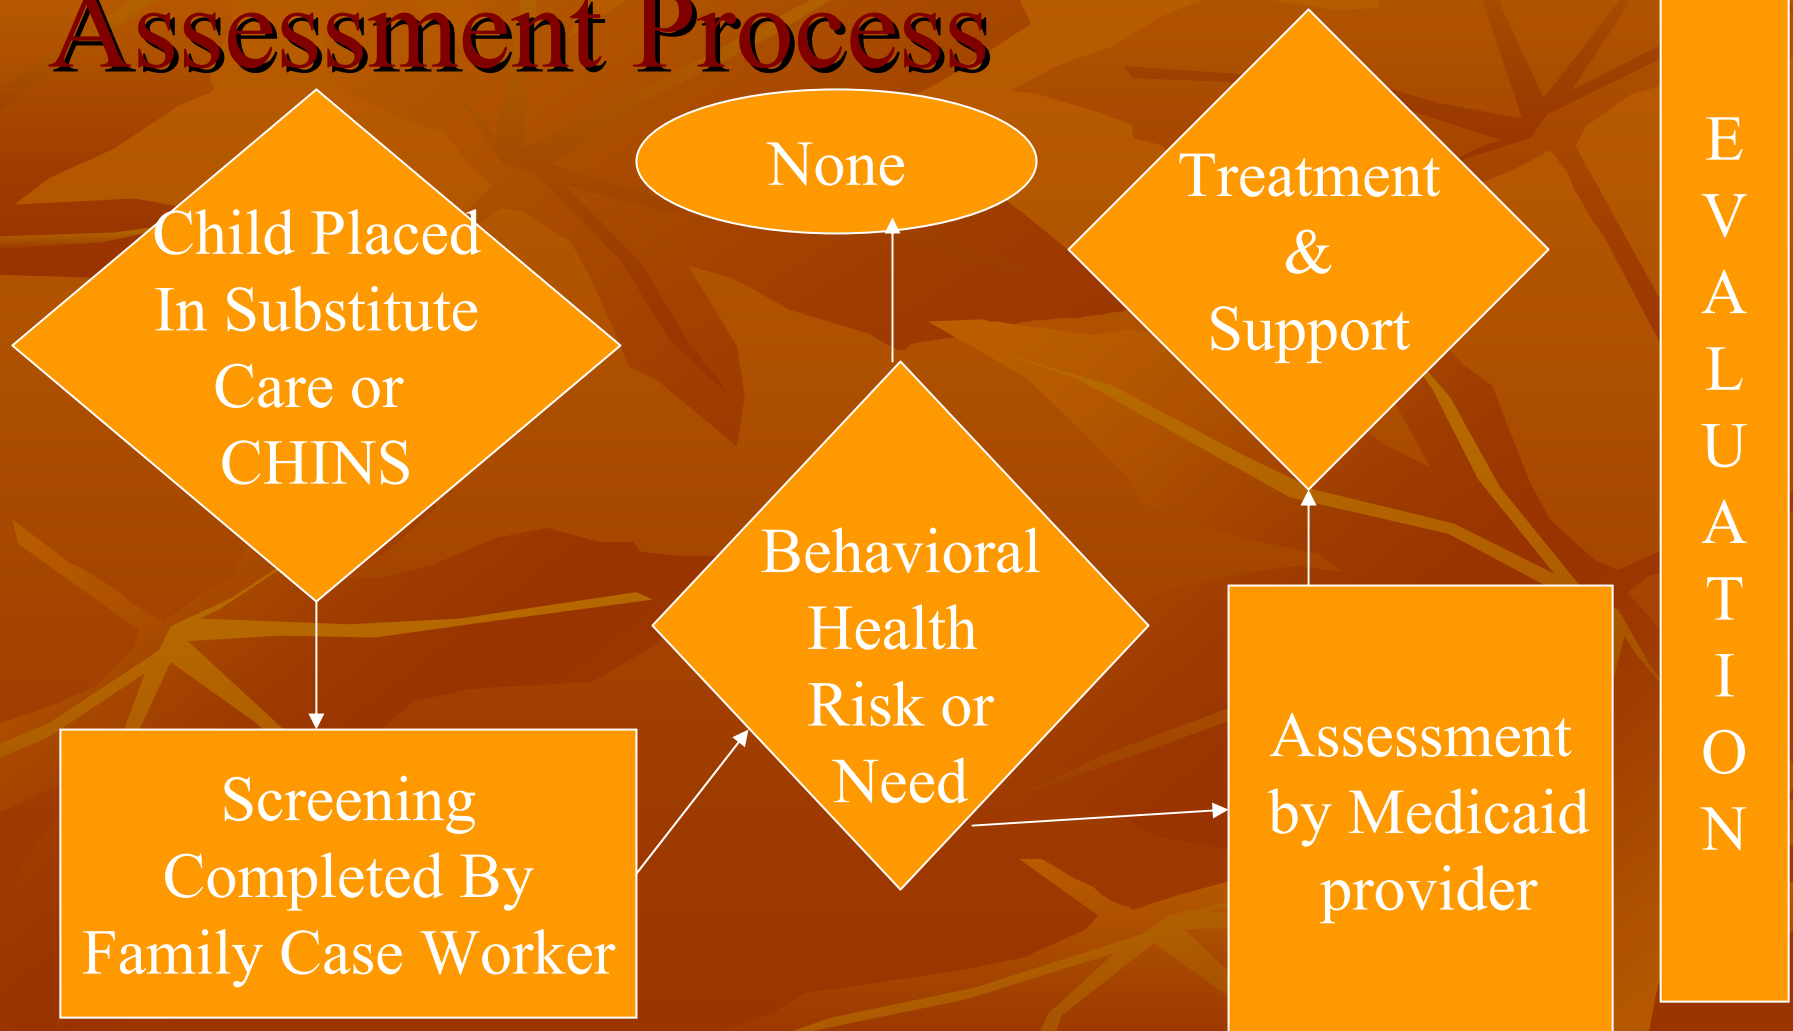 Assessment Process
Child Placed
In Substitute
Care or
CHINS
Screening
Completed By
Family Case Worker
None
Behavioral
Health
Risk or
Need
Treatment
&
Support
Assessment
by Medicaid
provider
E
V
A
L
U
A
T
I
O
N